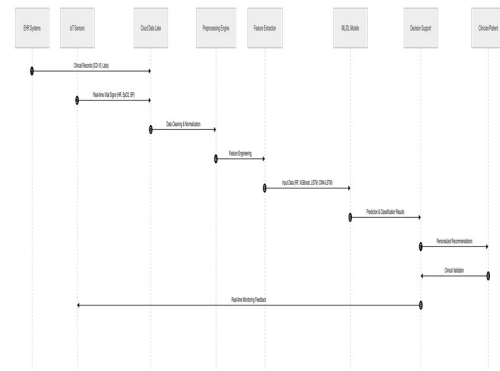 EHR Systems
IoT Sensors
Cloud Data Lake
Preprocessing Engine
Feature Extraction
ML/DL Models
Decision Support
Clinician/Patient
Clinical Records (ICD-10, Labs)
Real-time Vital Signs (HR, SpO2, BP)
Data Cleaning & Normalization
Feature Engineering
Input Data (RF, XGBoost, LSTM, CNN-LSTM)
Prediction & Classification Results
Personalized Recommendations
Clinical Validation
Real-time Monitoring Feedback